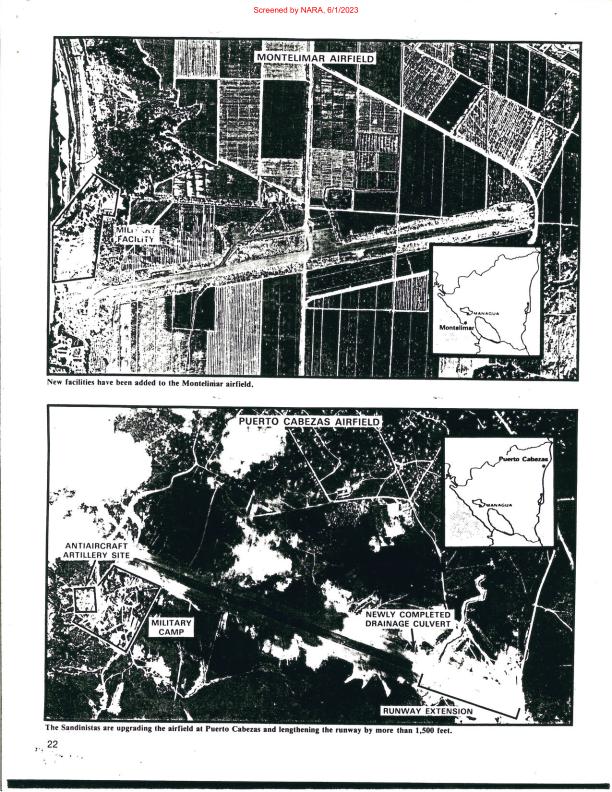 Screened by NARA, 6/1/2023
MONTELIMAR AIRFIELD
MILITARY
FACILITY
MANAGUA
Montelimar
New facilities have been added to the Montelimar airfield.
PUERTO CABEZAS AIRFIELD
Puerto Cabezas
MANAGUA
ANTIAIRCRAFT
ARTILLERY SITE
MILITARY
CAMP
NEWLY COMPLETED
DRAINAGE CULVERT
RUNWAY EXTENSION
The Sandinistas are upgrading the airfield at Puerto Cabezas and lengthening the runway by more than 1,500 feet.
22